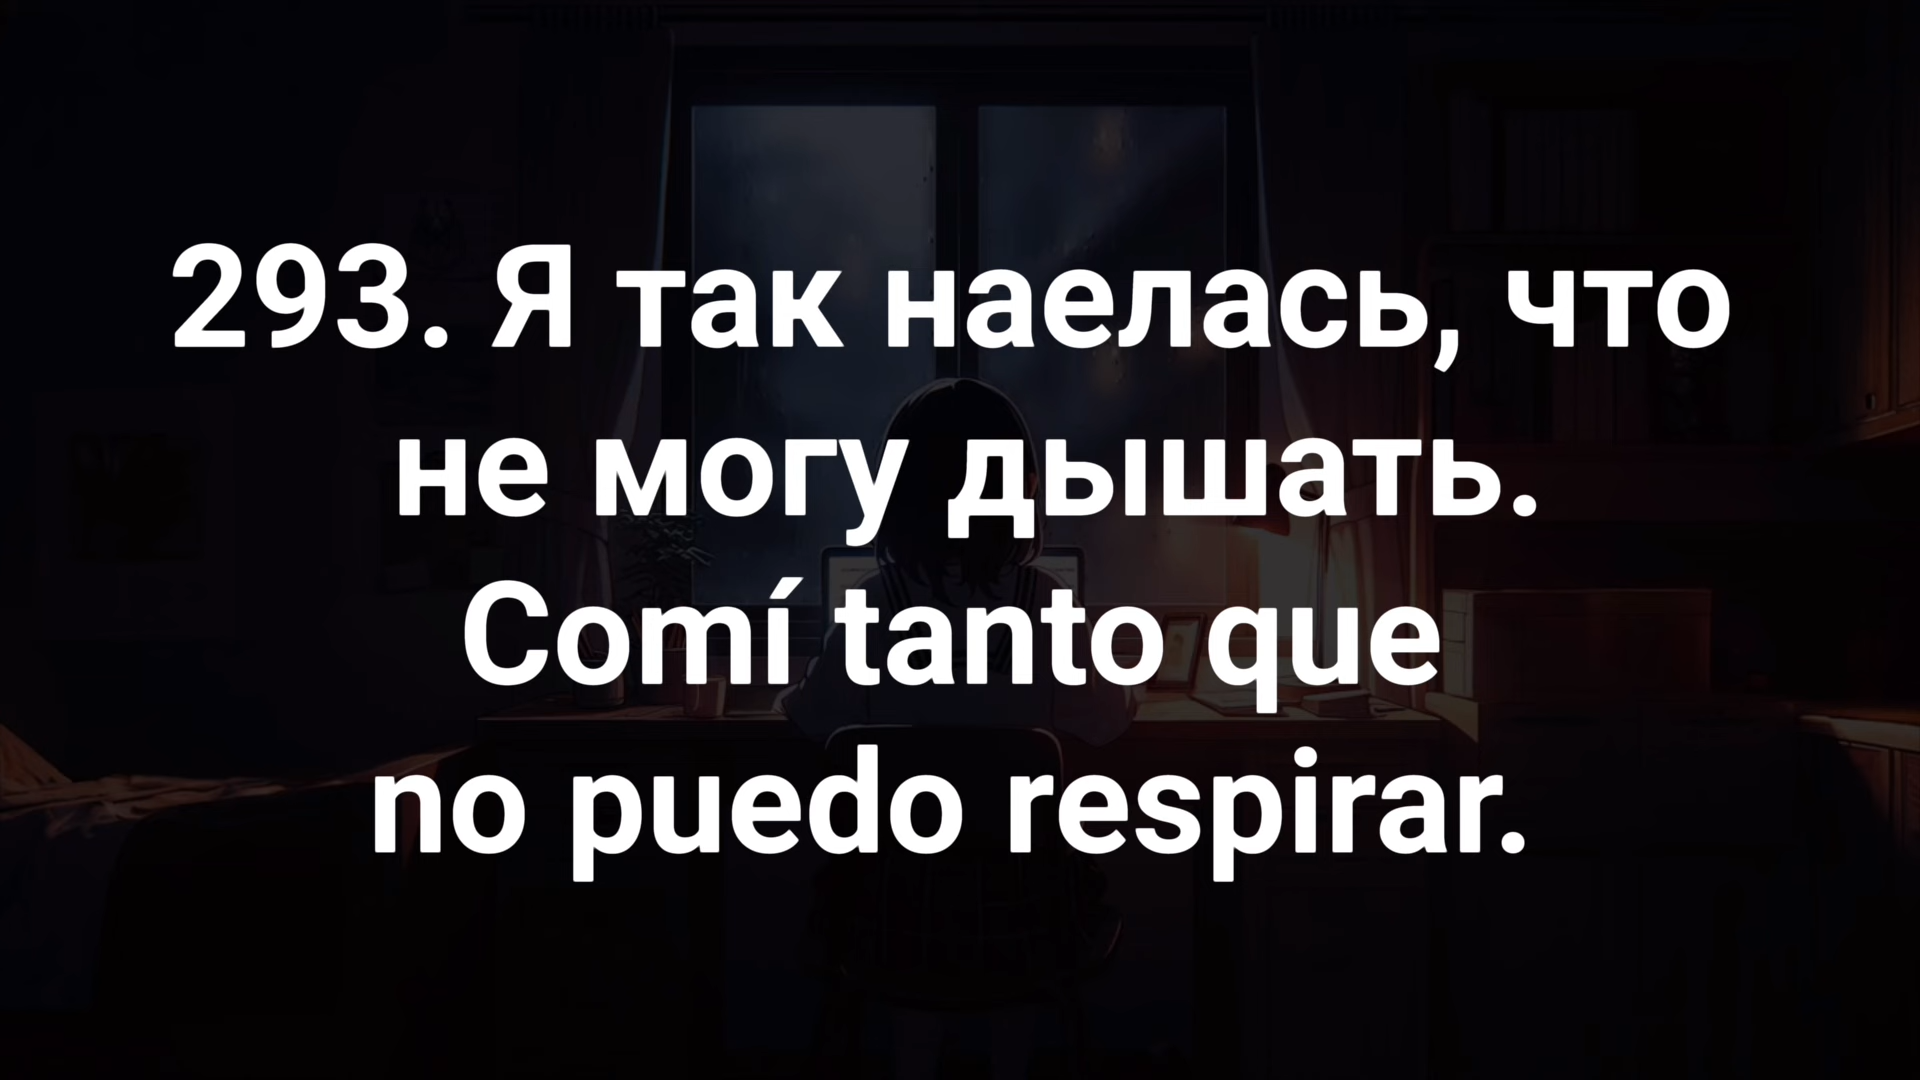 293. Я так наелась, что
не могу дышать.
Comí tanto que
no puedo respirar.